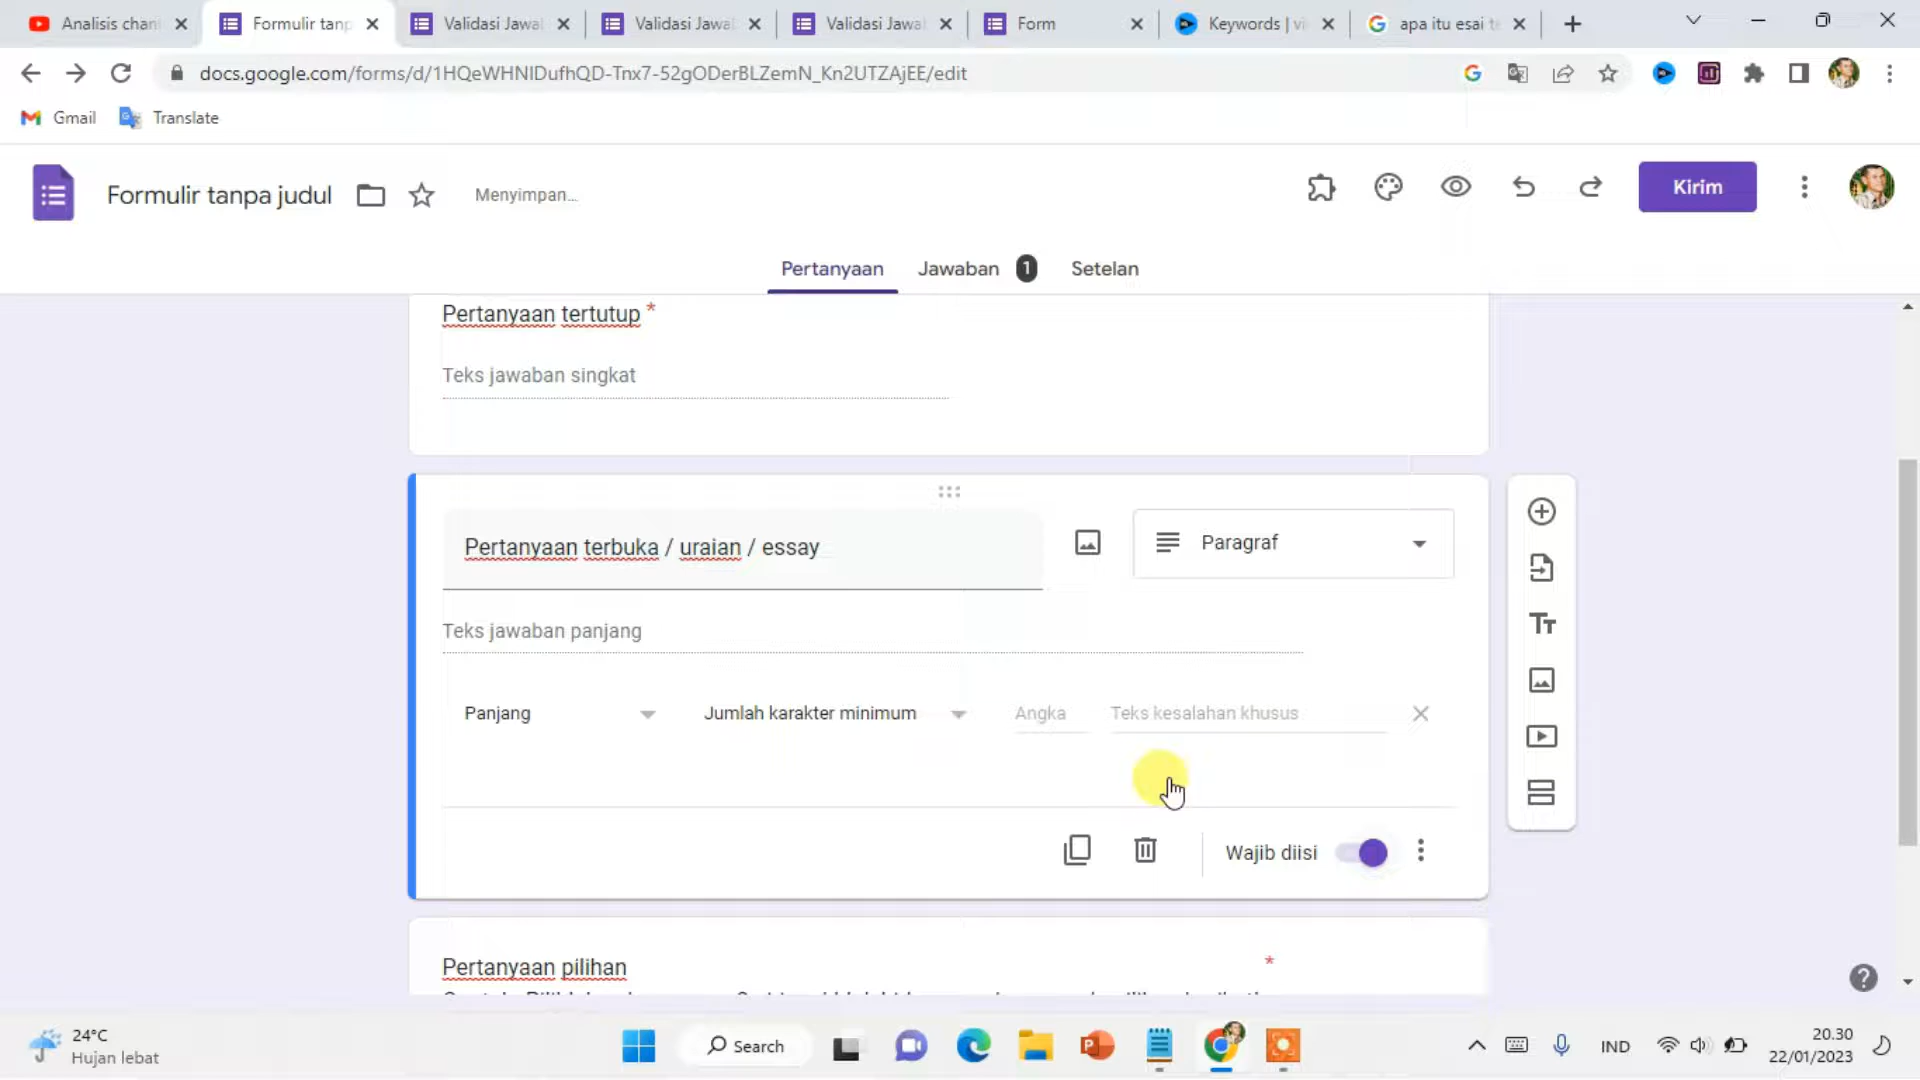 Analisis chan
Formulir tanp
Validasi Jawa
Validasi Jawa
Validasi Jawa
Form
Keywords | vi
apa itu esai te
docs.google.com/forms/d/1HQeWHNIDufhQD-Tnx7-52gODerBLZemN_Kn2UTZAjEE/edit
Gmail
Translate
Formulir tanpa judul
Menyimpan...
Kirim
Pertanyaan
Jawaban 1
Setelan
Pertanyaan tertutup *
Teks jawaban singkat
Pertanyaan terbuka / uraian / essay
Paragraf
Teks jawaban panjang
Panjang
Jumlah karakter minimum
Angka
Teks kesalahan khusus
Wajib diisi
Pertanyaan pilihan *
24°C
Hujan lebat
Search
IND
20.30
22/01/2023